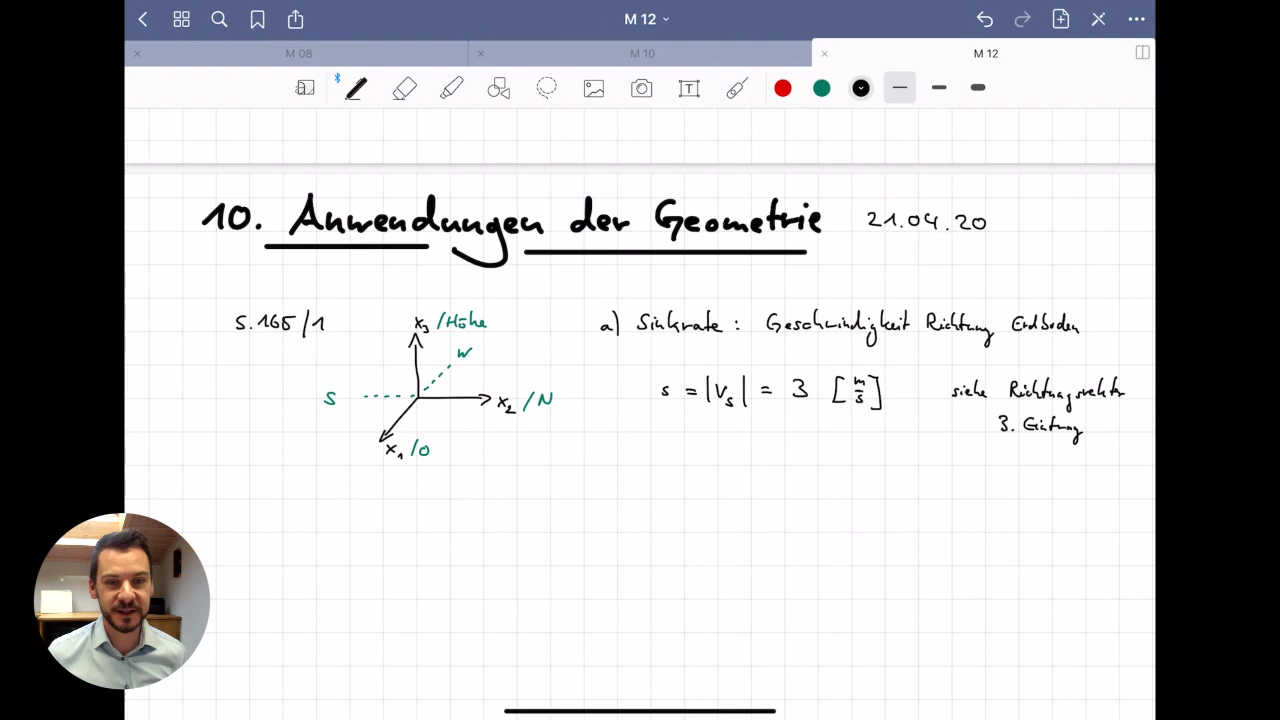 M 12
M 08
M 10
M 12
T
10. Anwendungen der Geometrie 21.04.20
S. 165/1
x3 /Höhe
W
S
x2 /N
x1 /O
a) Sinkrate : Geschwindigkeit Richtung Erdboden
s = |Vs| = 3 [m/s] siehe Richtungsvektor
3. Eintrag